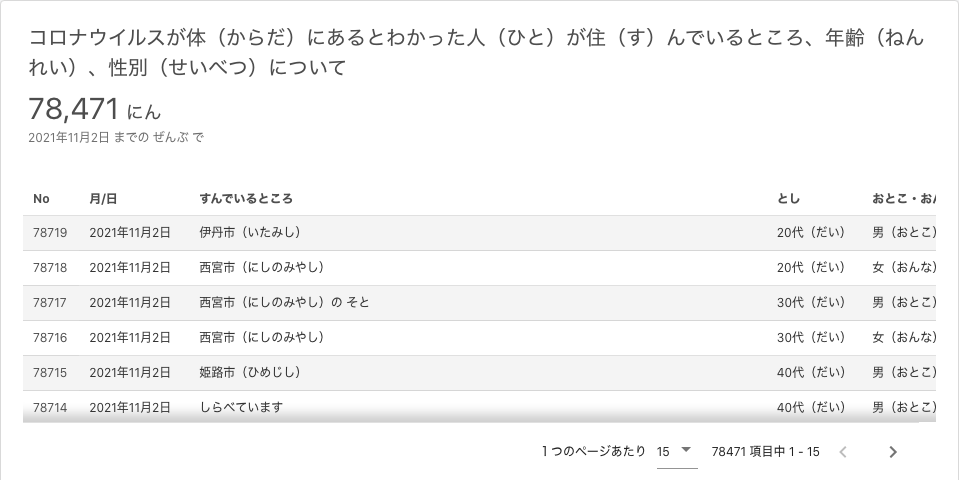 コロナウイルスが体（からだ）にあるとわかった人（ひと）が住（す）んでいるところ、年齢（ねん
れい）、性別（せいべつ）について
78,471 にん
2021年11月2日 までの ぜんぶ で
No 月/日 すんでいるところ とし おとこ・おん
78719 2021年11月2日 伊丹市（いたみし） 20代（だい） 男（おとこ）
78718 2021年11月2日 西宮市（にしのみやし） 20代（だい） 女（おんな）
78717 2021年11月2日 西宮市（にしのみやし）の そと 30代（だい） 男（おとこ）
78716 2021年11月2日 西宮市（にしのみやし） 30代（だい） 女（おんな）
78715 2021年11月2日 姫路市（ひめじし） 40代（だい） 男（おとこ）
78714 2021年11月2日 しらべています 40代（だい） 男（おとこ）
1 つのページあたり 15 78471 項目中 1 - 15